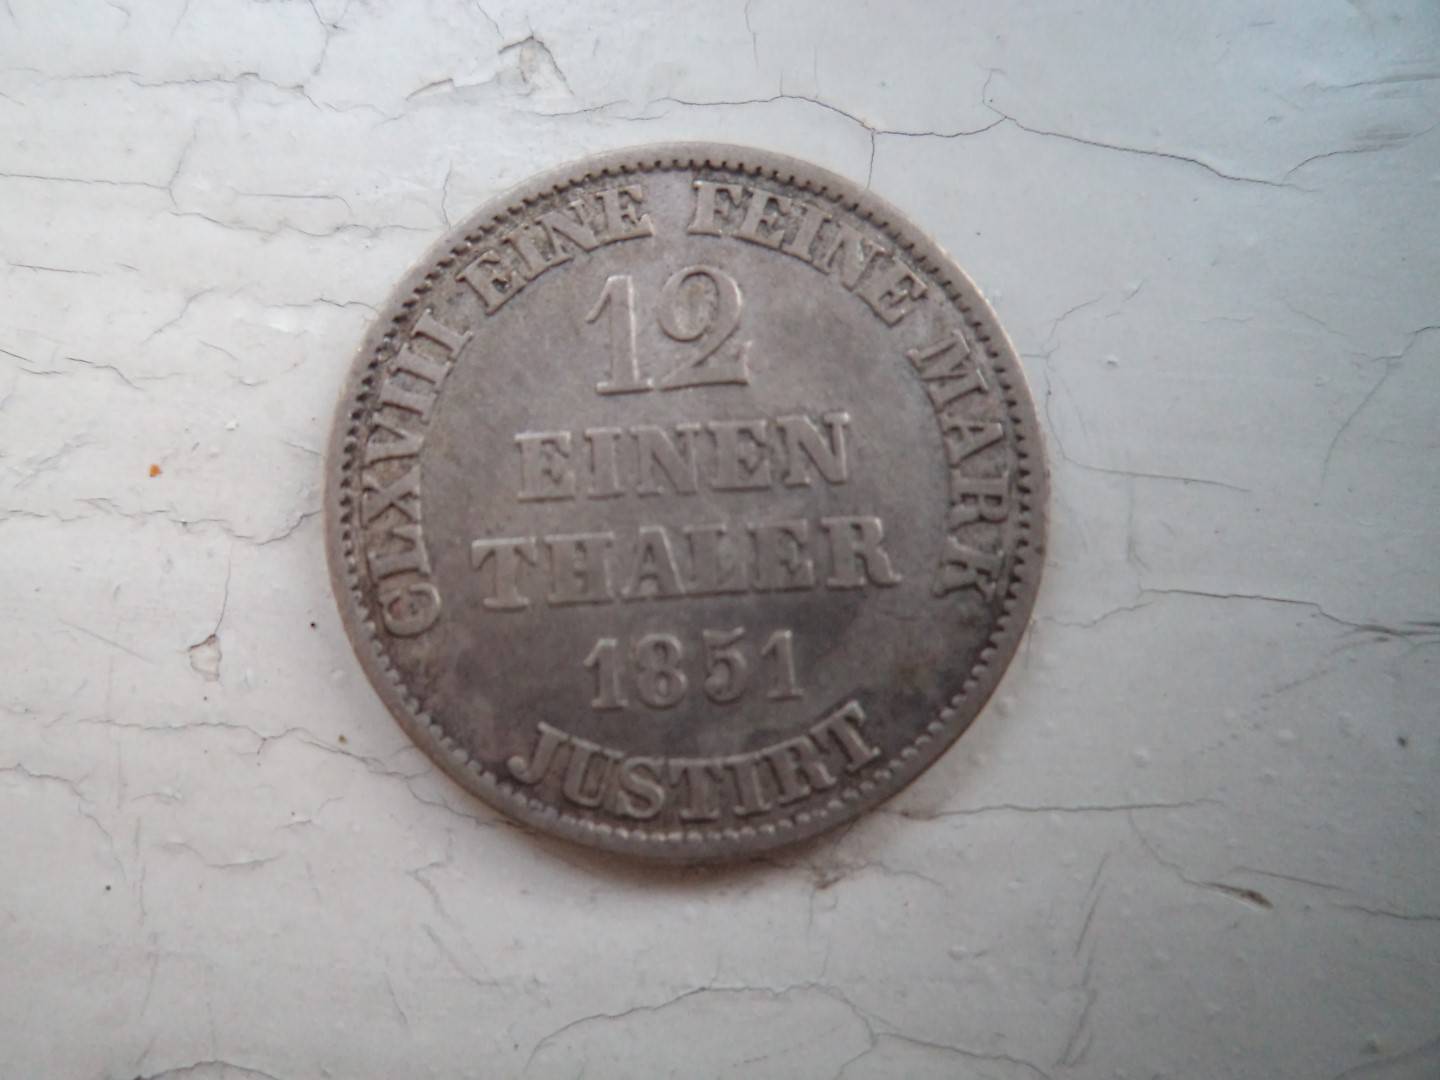 CLXVIII EINE FEINE MARK
12
EINEN
THALER
1851
JUSTIRT